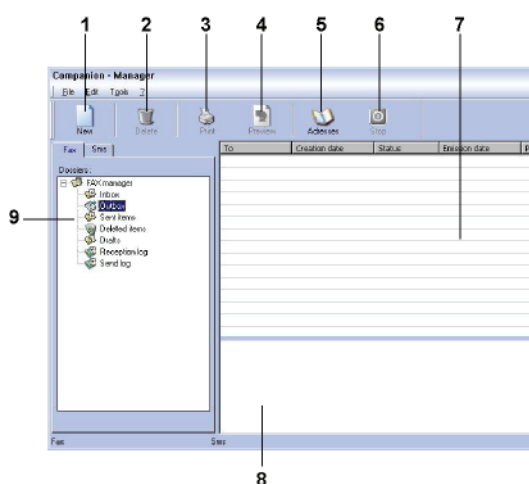 1 2 3 4 5 6 7
Companion - Manager
File Edit Tools ?
New Delete Print Preview Adresses Stop
Fax Sms
To Creation date Status Emission date P
Dossiers:
FAX manager
Inbox
Outbox
Sent items
Deleted items
Drafts
Reception log
Send log
9
Fax Sms
8